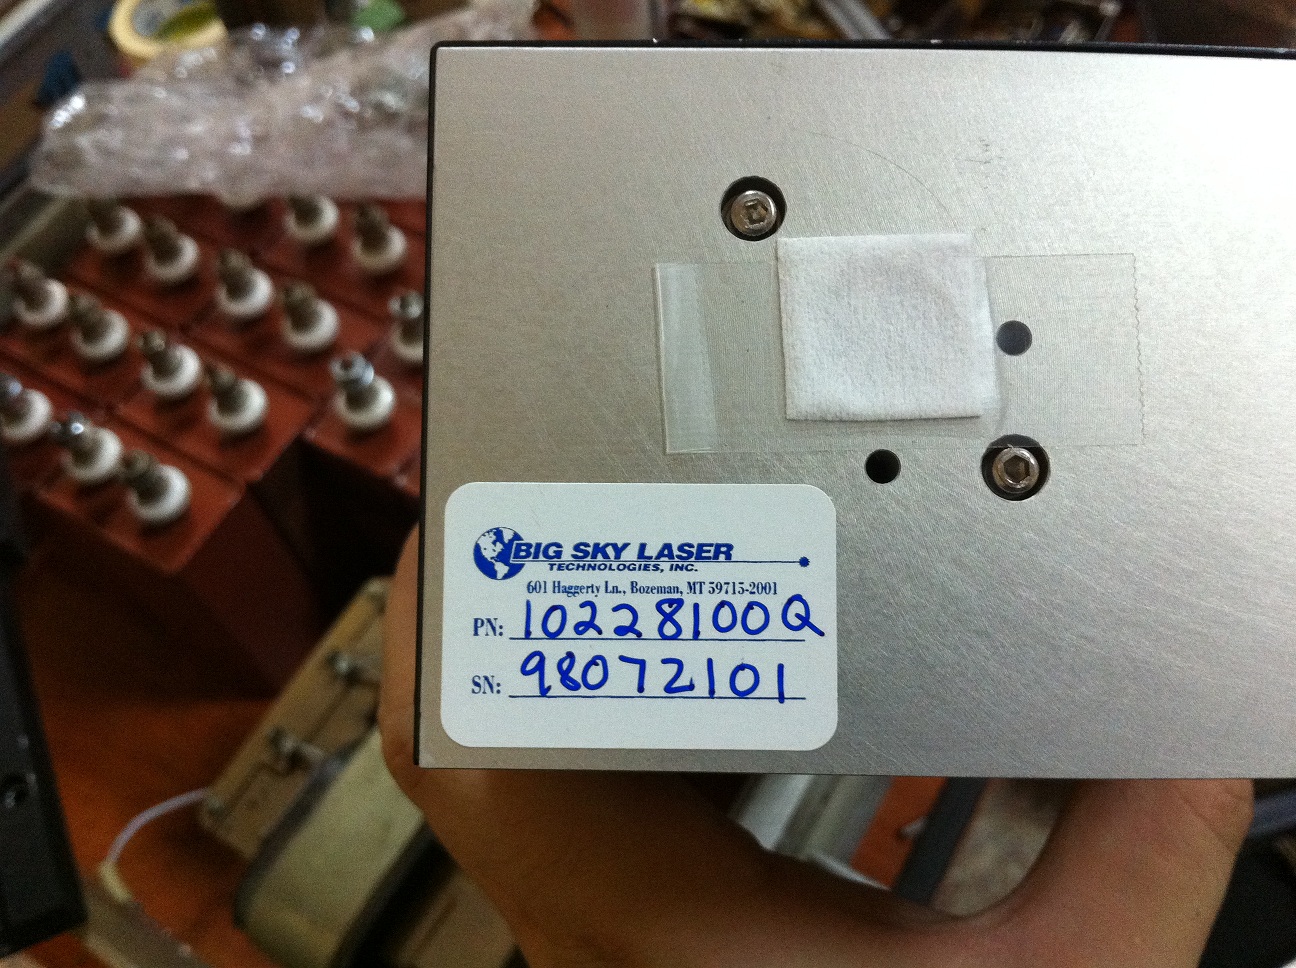 BIG SKY LASER
TECHNOLOGIES, INC.
601 Haggerty Ln., Bozeman, MT 59715-2001
PN: 10228100Q
SN: 98072101